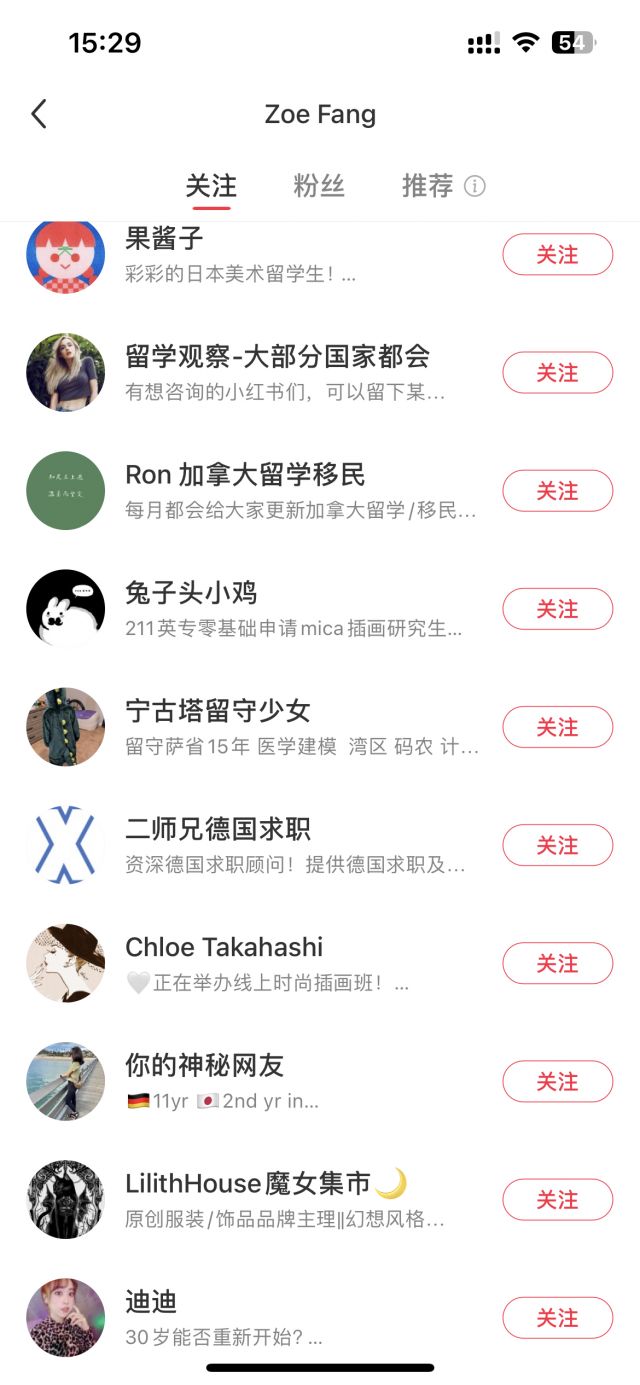 15:29
54
Zoe Fang
关注
粉丝
推荐
果酱子
彩彩的日本美术留学生！...
关注
留学观察-大部分国家都会
有想咨询的小红书们，可以留下某...
关注
Ron 加拿大留学移民
每月都会给大家更新加拿大留学/移民...
关注
兔子头小鸡
211英专零基础申请mica插画研究生...
关注
宁古塔留守少女
留守萨省15年 医学建模 湾区 码农 计...
关注
二师兄德国求职
资深德国求职顾问！提供德国求职及...
关注
Chloe Takahashi
🤍正在举办线上时尚插画班！...
关注
你的神秘网友
🇩🇪11yr 🇯🇵2nd yr in...
关注
LilithHouse魔女集市🌙
原创服装/饰品品牌主理‖幻想风格...
关注
迪迪
30岁能否重新开始? ...
关注